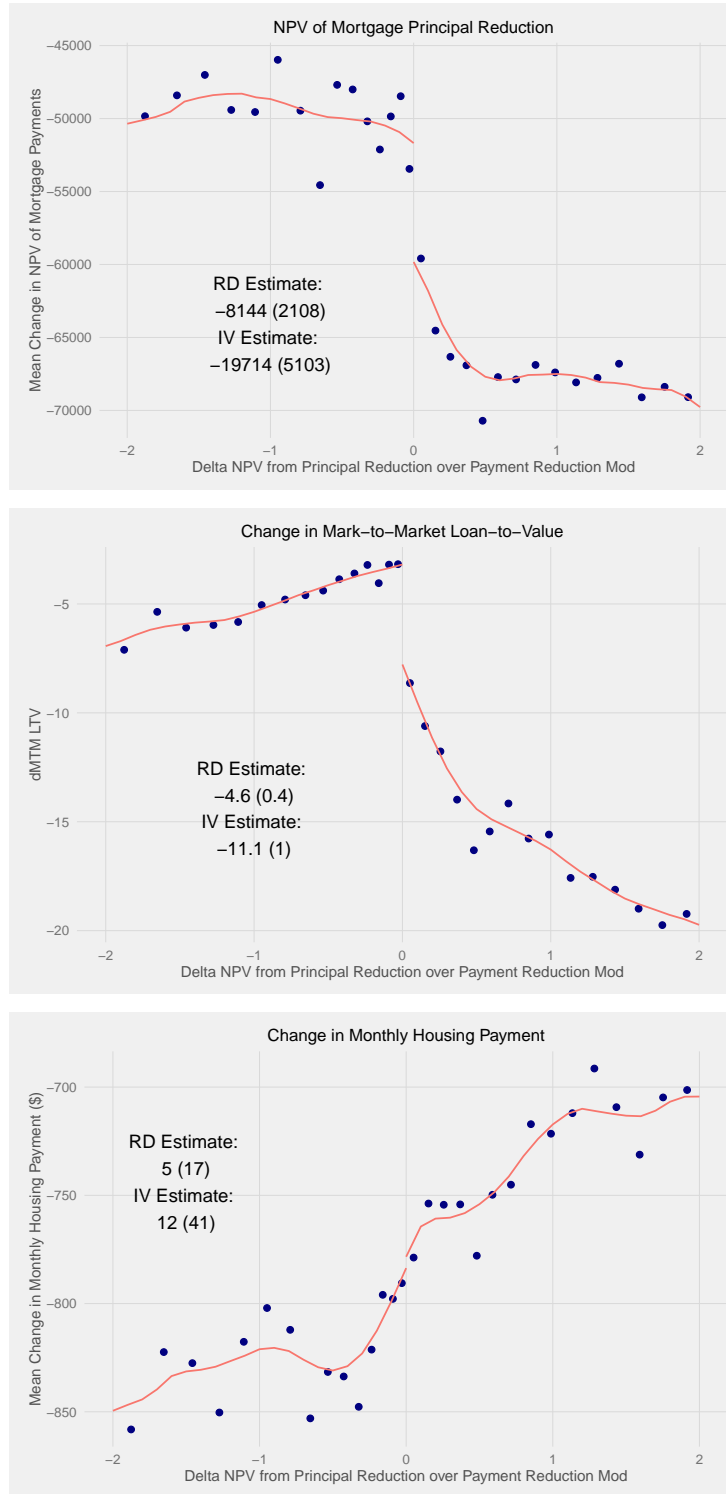 NPV of Mortgage Principal Reduction
Mean Change in NPV of Mortgage Payments
−45000
−50000
−55000
−60000
−65000
−70000
RD Estimate:
−8144 (2108)
IV Estimate:
−19714 (5103)
−2
−1
0
1
2
Delta NPV from Principal Reduction over Payment Reduction Mod
Change in Mark−to−Market Loan−to−Value
dMTM LTV
−5
−10
−15
−20
RD Estimate:
−4.6 (0.4)
IV Estimate:
−11.1 (1)
−2
−1
0
1
2
Delta NPV from Principal Reduction over Payment Reduction Mod
Change in Monthly Housing Payment
Mean Change in Monthly Housing Payment ($)
−700
−750
−800
−850
RD Estimate:
5 (17)
IV Estimate:
12 (41)
−2
−1
0
1
2
Delta NPV from Principal Reduction over Payment Reduction Mod